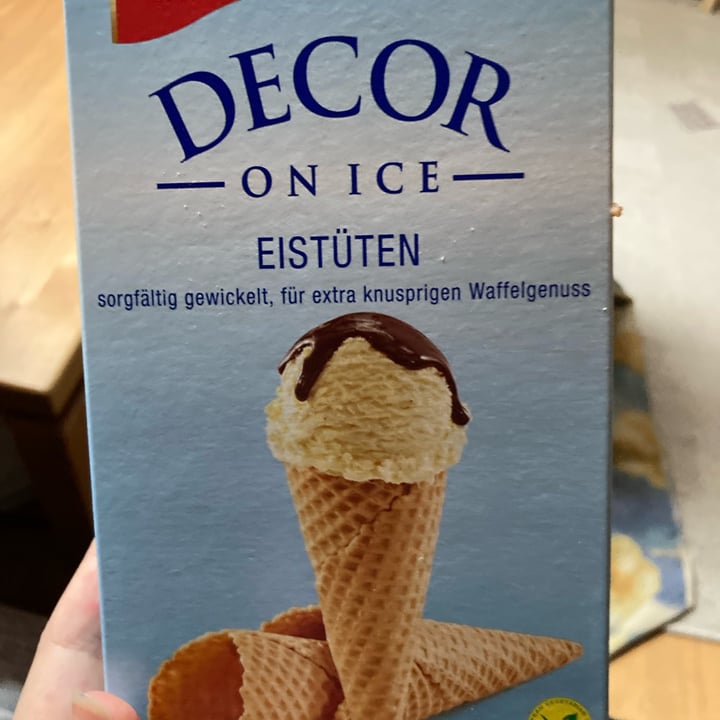 DECOR
ON ICE
EISTÜTEN
sorgfältig gewickelt, für extra knusprigen Waffelgenuss